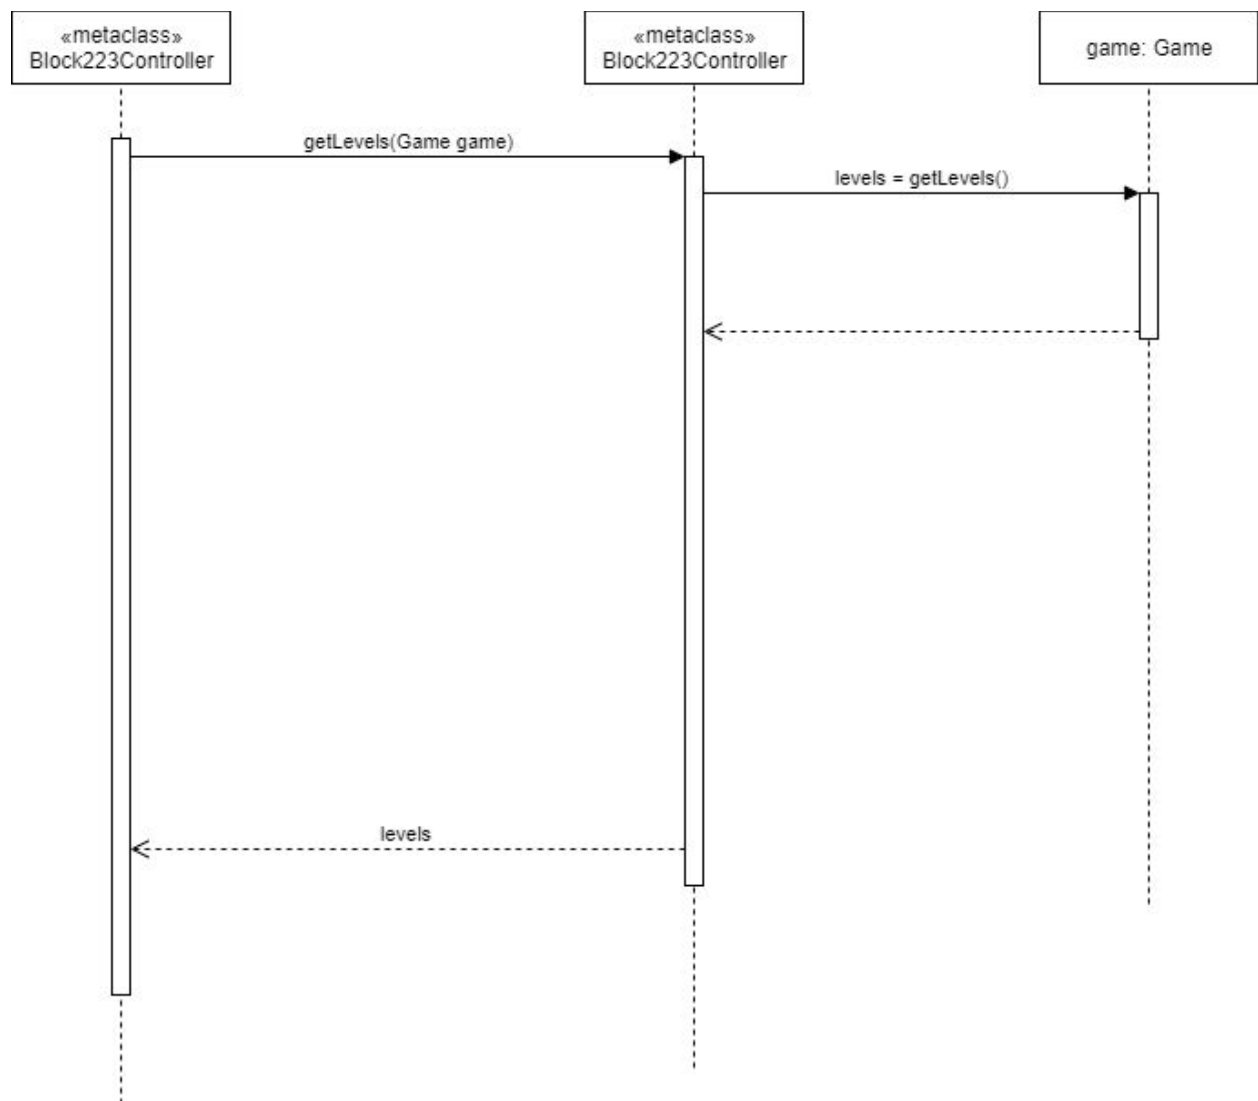 «metaclass»
Block223Controller
«metaclass»
Block223Controller
game: Game
getLevels(Game game)
levels = getLevels()
levels